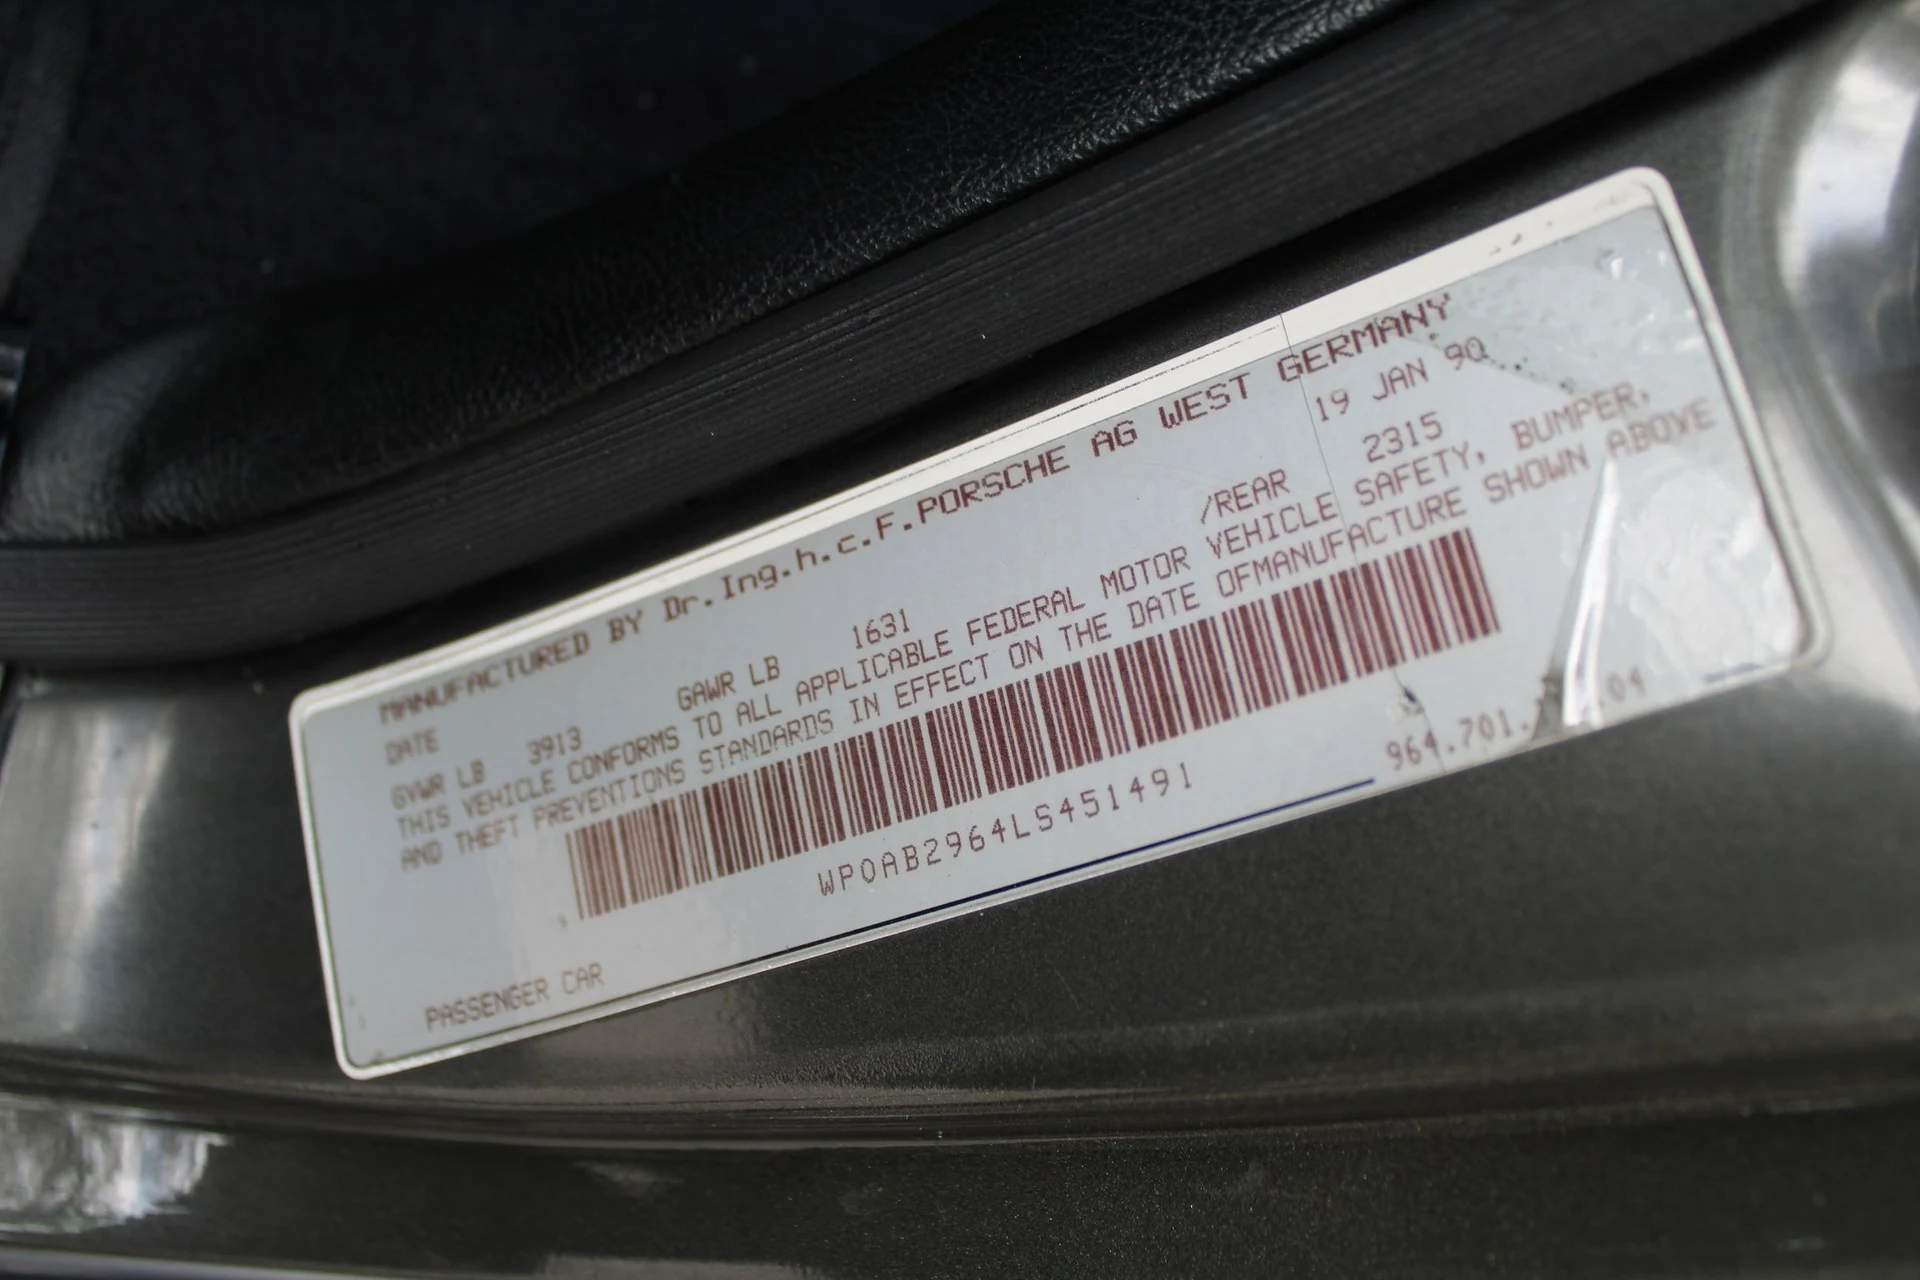 MANUFACTURED BY Dr.Ing.h.c.F.PORSCHE AG WEST GERMANY
DATE 19 JAN 90
GVWR LB 3913 GAWR LB 1631 /REAR 2315
THIS VEHICLE CONFORMS TO ALL APPLICABLE FEDERAL MOTOR VEHICLE SAFETY, BUMPER,
AND THEFT PREVENTIONS STANDARDS IN EFFECT ON THE DATE OFMANUFACTURE SHOWN ABOVE
WP0AB2964LS451491
PASSENGER CAR